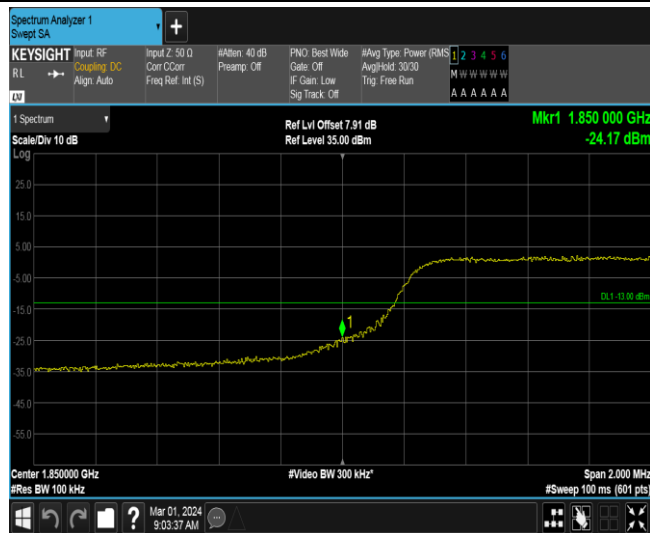 Spectrum Analyzer 1
Swept SA
+
KEYSIGHT
RL
Input: RF
Coupling: DC
Align: Auto
Input Z: 50 Ω
Corr CCorr
Freq Ref: Int (S)
#Atten: 40 dB
Preamp: Off
PNO: Best Wide
Gate: Off
IF Gain: Low
Sig Track: Off
#Avg Type: Power (RMS
Avg|Hold: 30/30
Trig: Free Run
1 2 3 4 5 6
M W W W W W
A A A A A A
LXI
1 Spectrum
Scale/Div 10 dB
Log
Ref Lvl Offset 7.91 dB
Ref Level 35.00 dBm
Mkr1 1.850 000 GHz
-24.17 dBm
25.0
15.0
5.00
-5.00
DL1 -13.00 dBm
-15.0
1
-25.0
-35.0
-45.0
-55.0
Center 1.850000 GHz
#Video BW 300 kHz*
Span 2.000 MHz
#Res BW 100 kHz
#Sweep 100 ms (601 pts)
?
Mar 01, 2024
9:03:37 AM